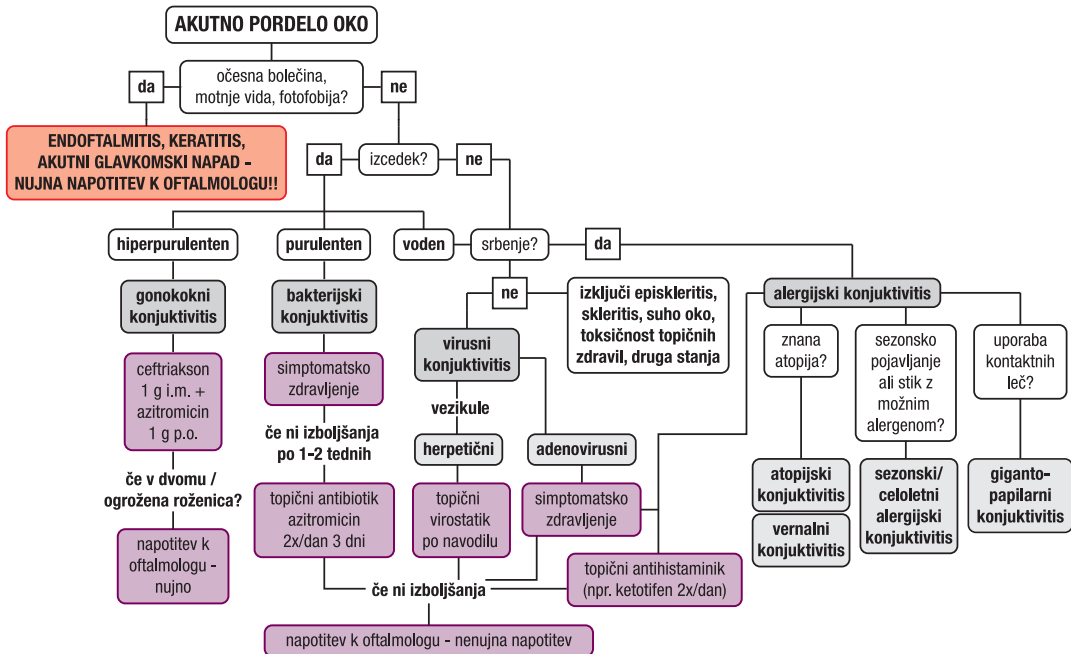 AKUTNO PORDELO OKO
da
očesna bolečina,
motnje vida, fotofobija?
ne
ENDOFTALMITIS, KERATITIS,
AKUTNI GLAVKOMSKI NAPAD -
NUJNA NAPOTITEV K OFTALMOLOGU!!
da
izcedek?
ne
hiperpurulenten
purulenten
voden
srbenje?
da
gonokokni
konjuktivitis
bakterijski
konjuktivitis
ne
izključi episkleritis,
skleritis, suho oko,
toksičnost topičnih
zdravil, druga stanja
alergijski konjuktivitis
virusni
konjuktivitis
znana
atopija?
sezonsko
pojavljanje
ali stik z
možnim
alergenom?
uporaba
kontaktnih
leč?
ceftriakson
1 g i.m. +
azitromicin
1 g p.o.
simptomatsko
zdravljenje
vezikule
če ni izboljšanja
po 1-2 tednih
herpetični
adenovirusni
če v dvomu /
ogrožena roženica?
atopijski
konjuktivitis
vernalni
konjuktivitis
sezonski/
celoletni
alergijski
konjuktivitis
giganto-
papilarni
konjuktivitis
topični antibiotik
azitromicin
2x/dan 3 dni
topični
virostatik
po navodilu
simptomatsko
zdravljenje
napotitev k
oftalmologu -
nujno
topični antihistaminik
(npr. ketotifen 2x/dan)
če ni izboljšanja
napotitev k oftalmologu - nenujna napotitev